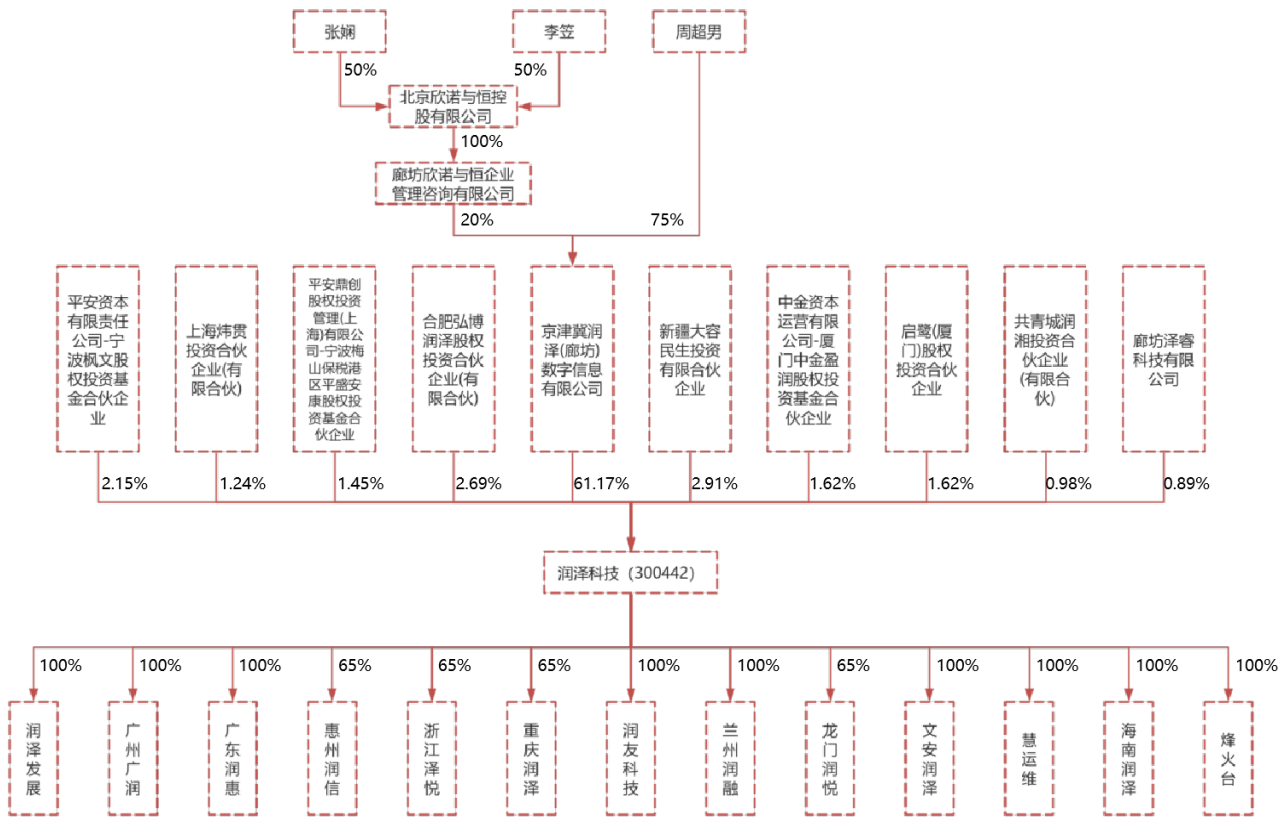 张娴
李笠
周超男
50%
50%
北京欣诺与恒控
股有限公司
100%
廊坊欣诺与恒企业
管理咨询有限公司
20%
75%
平安资本
有限责任
公司-宁
波枫文股
权投资基
金合伙企
业
上海炜贯
投资合伙
企业(有
限合伙)
平安鼎创
股权投资
管理(上
海)有限公
司-宁波梅
山保税港
区平盛安
康股权投
资基金合
伙企业
合肥弘博
润泽股权
投资合伙
企业(有
限合伙)
京津冀润
泽(廊坊)
数字信息
有限公司
新疆大容
民生投资
有限合伙
企业
中金资本
运营有限
公司-厦
门中金盈
润股权投
资基金合
伙企业
启鹭(厦
门)股权
投资合伙
企业
共青城润
湘投资合
伙企业
(有限合
伙)
廊坊泽睿
科技有限
公司
2.15%
1.24%
1.45%
2.69%
61.17%
2.91%
1.62%
1.62%
0.98%
0.89%
润泽科技（300442）
100%
100%
100%
65%
65%
65%
100%
100%
65%
100%
100%
100%
100%
润泽发展
广州广润
广东润惠
惠州润信
浙江泽悦
重庆润泽
润友科技
兰州润融
龙门润悦
文安润泽
慧运维
海南润泽
烽火台